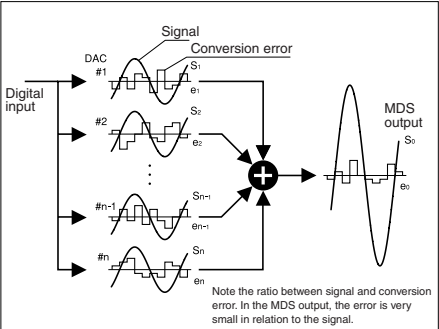 Signal
Conversion error
DAC
#1
S1
e1
Digital
input
#2
S2
e2
MDS
output
S0
e0
#n-1
Sn-1
en-1
#n
Sn
en
Note the ratio between signal and conversion
error. In the MDS output, the error is very
small in relation to the signal.